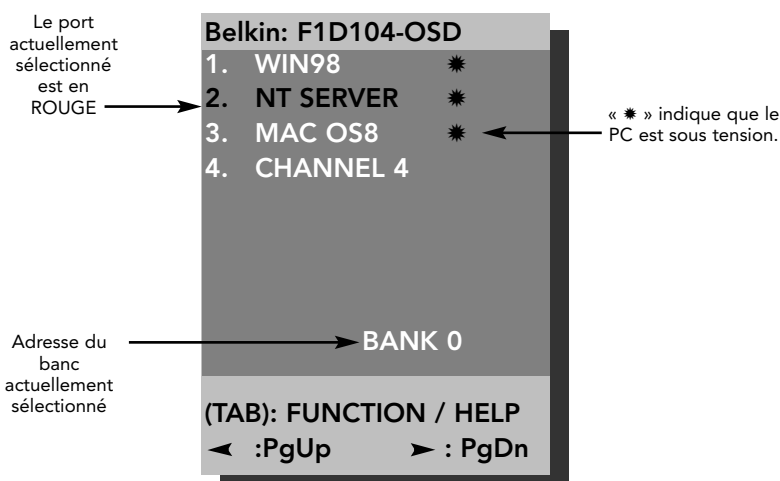 Le port
actuellement
sélectionné
est en
ROUGE
Belkin: F1D104-OSD
1. WIN98 ✹
2. NT SERVER ✹
3. MAC OS8 ✹
4. CHANNEL 4
« ✹ » indique que le
PC est sous tension.
Adresse du
banc
actuellement
sélectionné
BANK 0
(TAB): FUNCTION / HELP
◄ :PgUp ► : PgDn